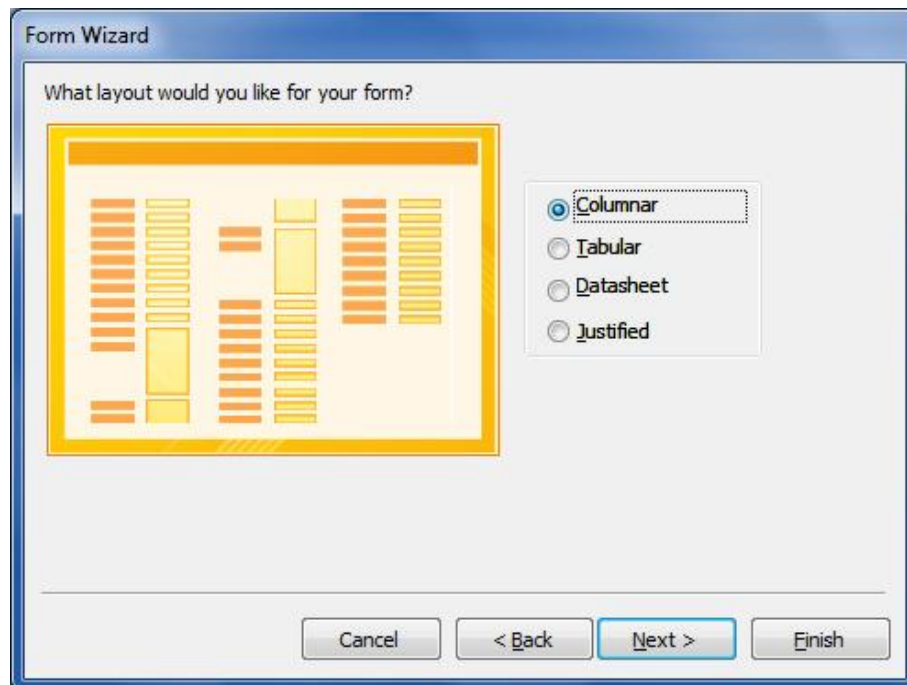 Form Wizard
What layout would you like for your form?
Columnar
Tabular
Datasheet
Justified
Cancel
< Back
Next >
Finish